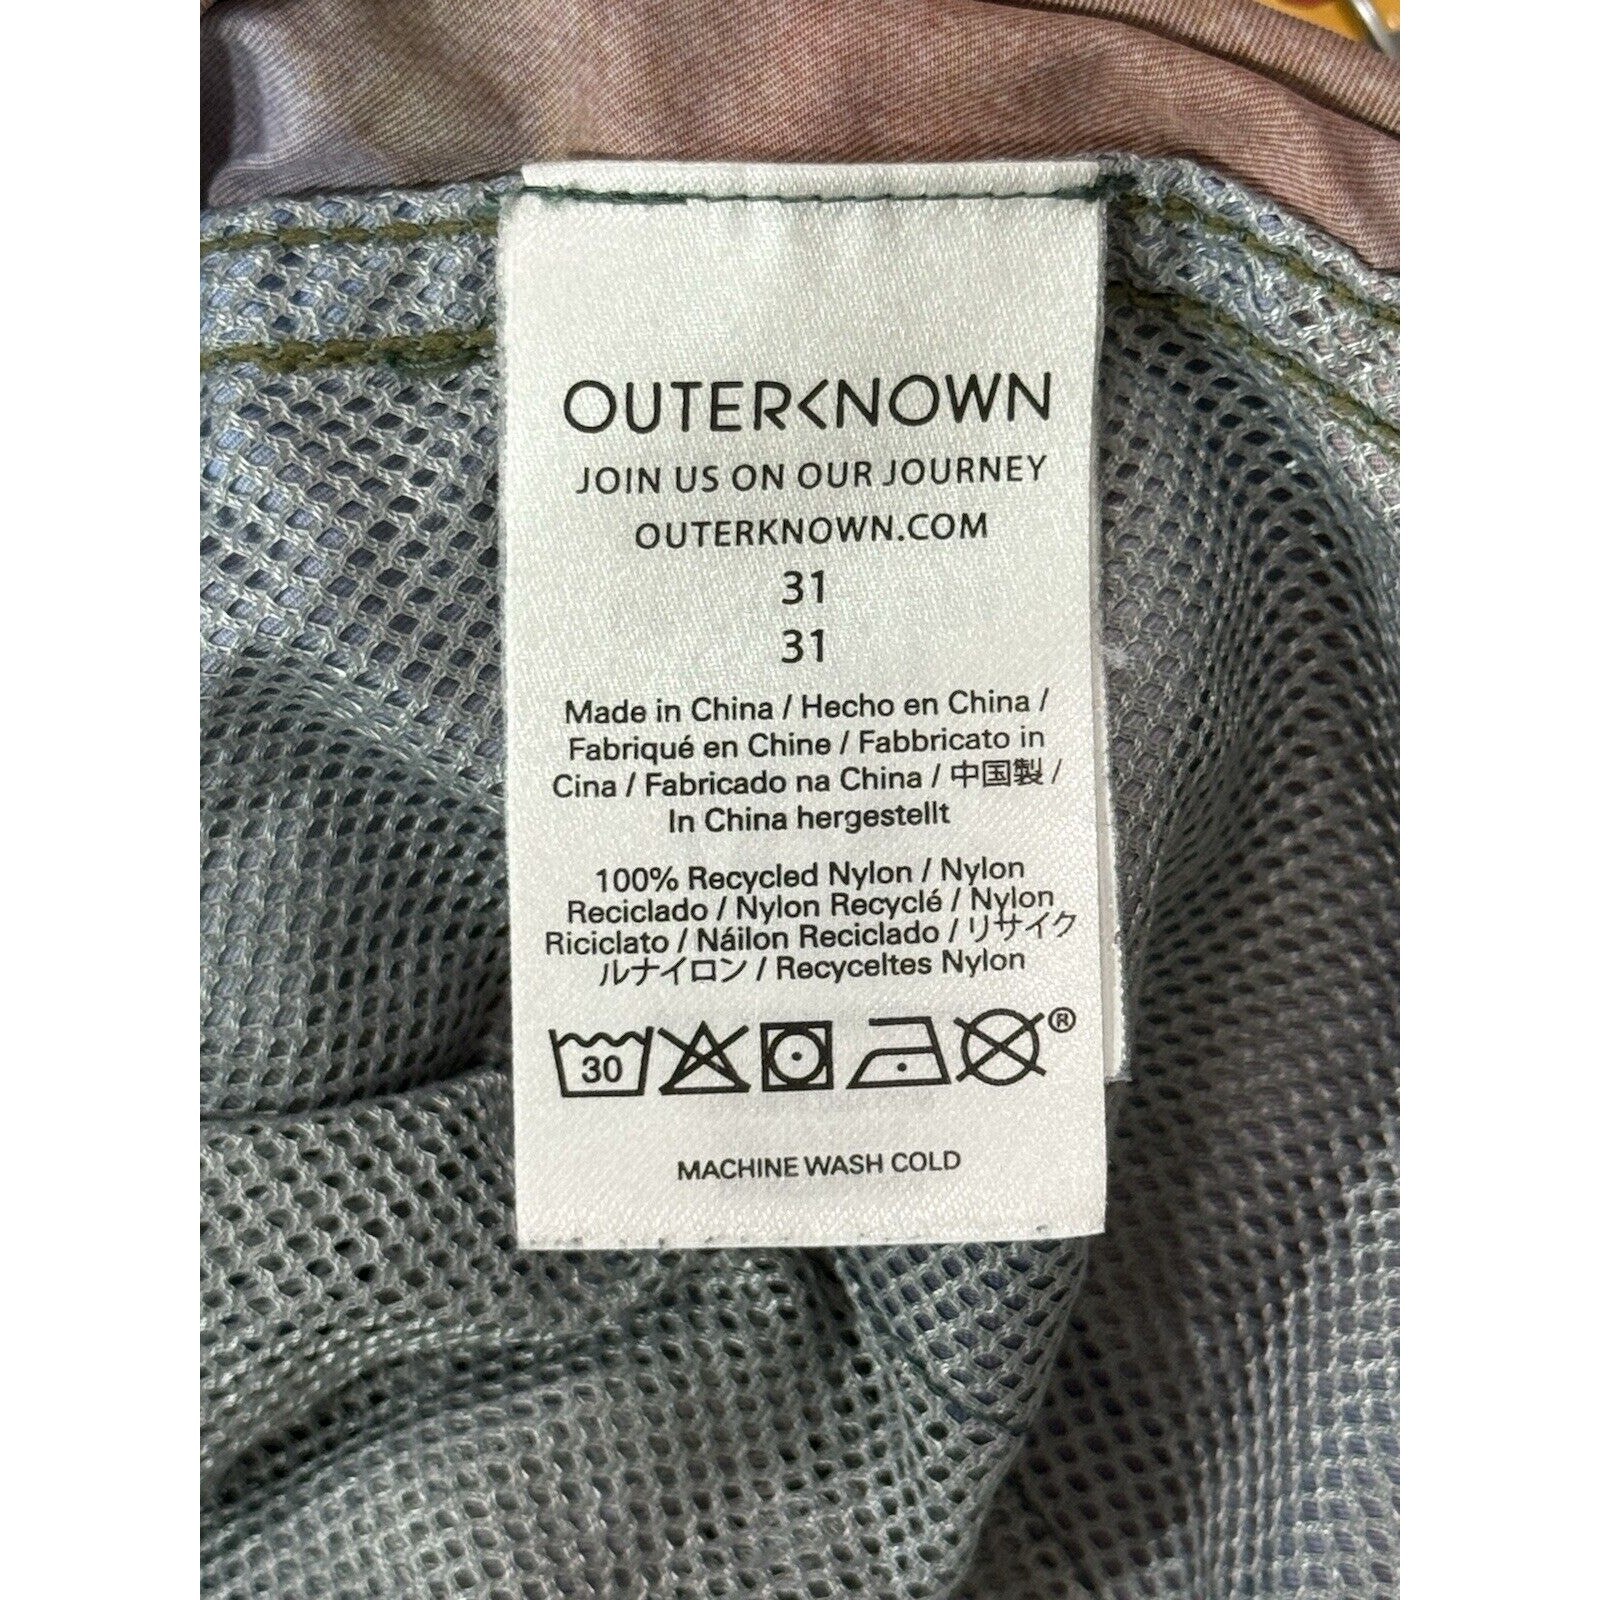 OUTERKNOWN
JOIN US ON OUR JOURNEY
OUTERKNOWN.COM
31
31
Made in China / Hecho en China /
Fabriqué en Chine / Fabbricato in
Cina / Fabricado na China / 中国製 /
In China hergestellt
100% Recycled Nylon / Nylon
Reciclado / Nylon Recyclé / Nylon
Riciclato / Náilon Reciclado / リサイク
ルナイロン / Recyceltes Nylon
30 ®
MACHINE WASH COLD